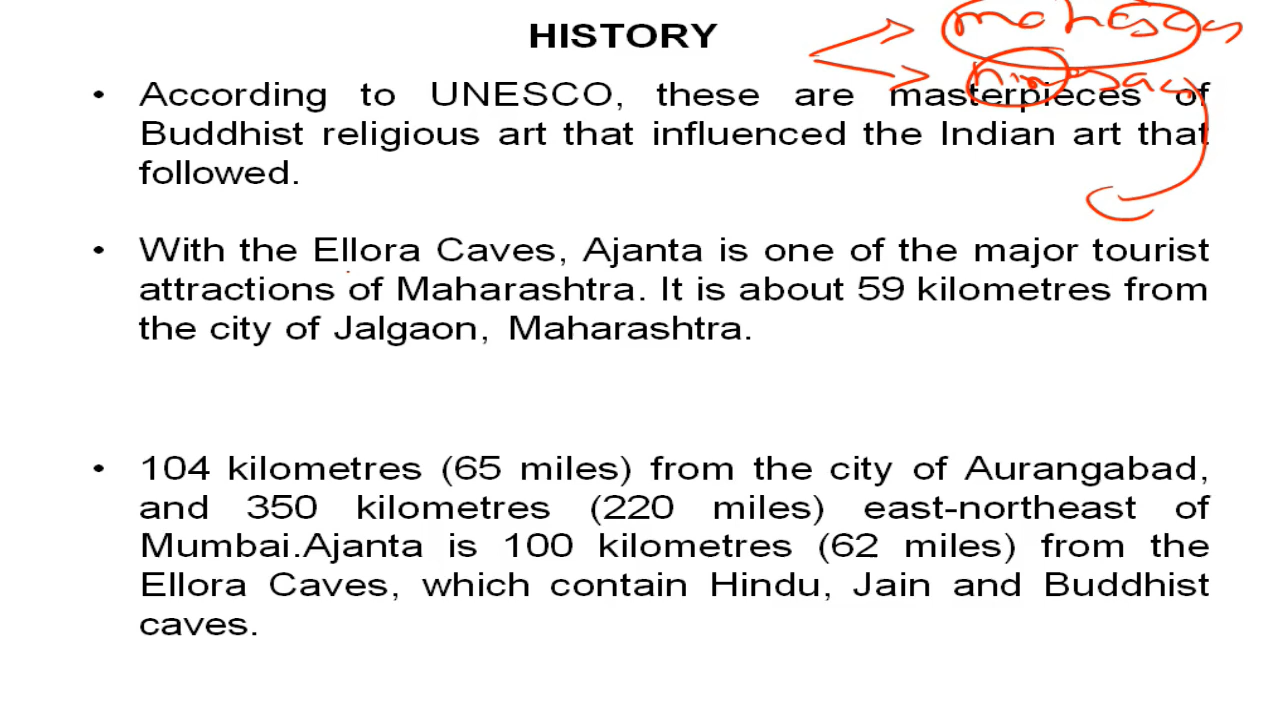 HISTORY
• According to UNESCO, these are masterpieces of
Buddhist religious art that influenced the Indian art that
followed.
• With the Ellora Caves, Ajanta is one of the major tourist
attractions of Maharashtra. It is about 59 kilometres from
the city of Jalgaon, Maharashtra.
• 104 kilometres (65 miles) from the city of Aurangabad,
and 350 kilometres (220 miles) east-northeast of
Mumbai.Ajanta is 100 kilometres (62 miles) from the
Ellora Caves, which contain Hindu, Jain and Buddhist
caves.